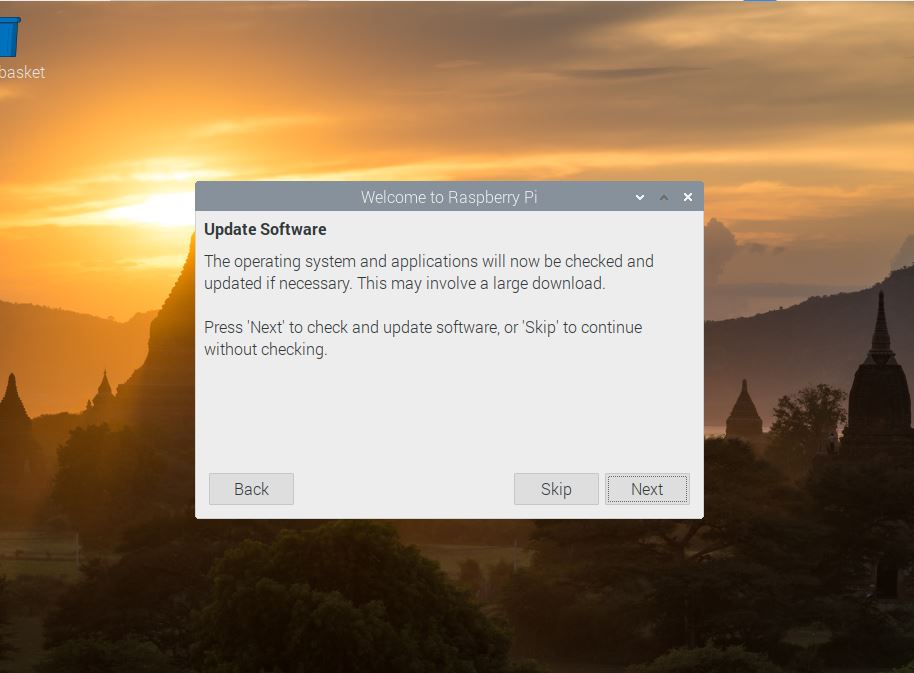 basket
Welcome to Raspberry Pi
Update Software
The operating system and applications will now be checked and
updated if necessary. This may involve a large download.
Press 'Next' to check and update software, or 'Skip' to continue
without checking.
Back
Skip
Next